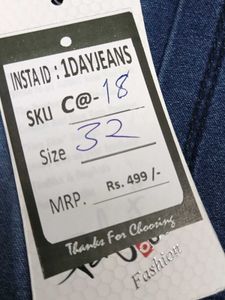 INSTA ID : 1DAYJEANS
SKU C@-18
Size 32
MRP. Rs. 499 /-
Thanks For Choosing
Fashion